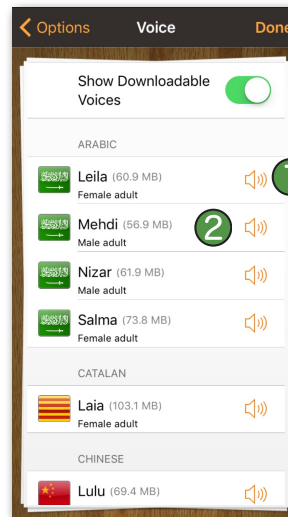 Options Voice Done
Show Downloadable
Voices
ARABIC
Leila (60.9 MB)
Female adult
Mehdi (56.9 MB) 2
Male adult
Nizar (61.9 MB)
Male adult
Salma (73.8 MB)
Female adult
CATALAN
Laia (103.1 MB)
Female adult
CHINESE
Lulu (69.4 MB)